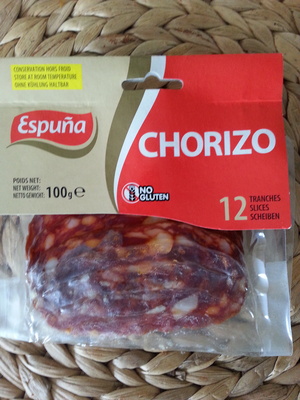 CONSERVATION HORS FROID
STORE AT ROOM TEMPERATURE
OHNE KÜHLUNG HALTBAR
Espuña
CHORIZO
POIDS NET:
NET WEIGHT:
NETTO-GEWICHT:
100g e
NO
GLUTEN
12
TRANCHES
SLICES
SCHEIBEN